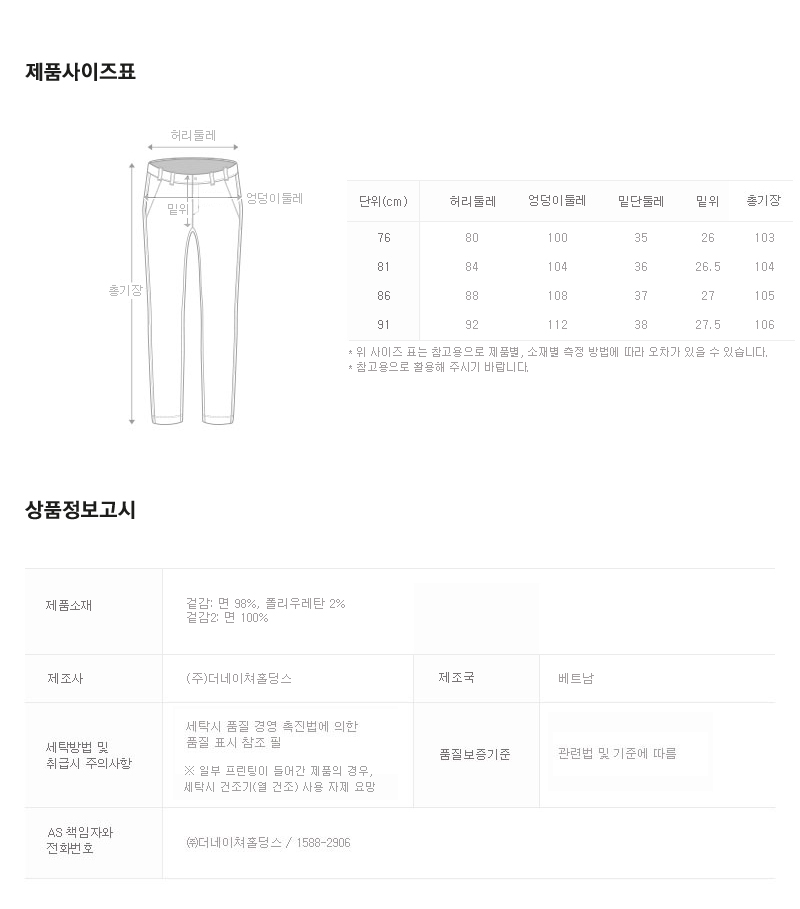 제품사이즈표
허리둘레
엉덩이둘레
밑위
총기장
단위(cm) 허리둘레 엉덩이둘레 밑단둘레 밑위 총기장
76 80 100 35 26 103
81 84 104 36 26.5 104
86 88 108 37 27 105
91 92 112 38 27.5 106
* 위 사이즈 표는 참고용으로 제품별, 소재별 측정 방법에 따라 오차가 있을 수 있습니다.
* 참고용으로 활용해 주시기 바랍니다.
상품정보고시
제품소재
겉감: 면 98%, 폴리우레탄 2%
겉감2: 면 100%
제조사 (주)더네이쳐홀딩스 제조국 베트남
세탁방법 및
취급시 주의사항
세탁시 품질 경영 촉진법에 의한
품질 표시 참조 필
※ 일부 프린팅이 들어간 제품의 경우,
세탁시 건조기(열 건조) 사용 자제 요망
품질보증기준 관련법 및 기준에 따름
AS 책임자와
전화번호
㈜더네이쳐홀딩스 / 1588-2906